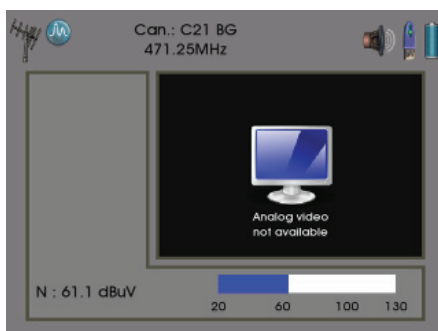 Can.: C21 BG
471.25MHz
Analog video
not available
N : 61.1 dBuV
20 60 100 130